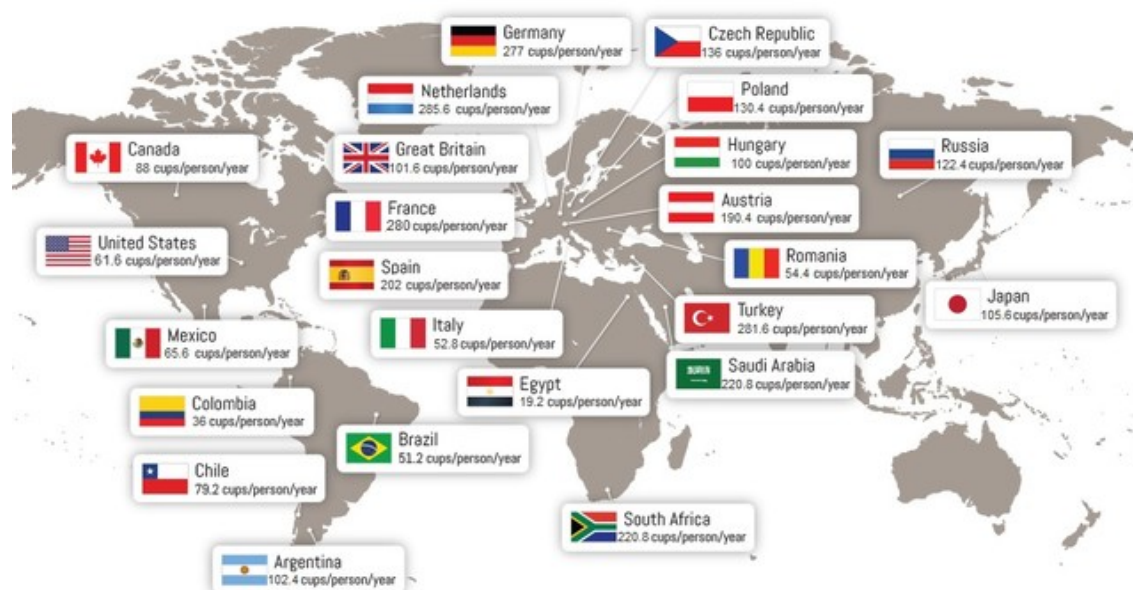 Germany
277 cups/person/year
Czech Republic
136 cups/person/year
Netherlands
285.6 cups/person/year
Poland
130.4 cups/person/year
Canada
88 cups/person/year
Great Britain
101.6 cups/person/year
Hungary
100 cups/person/year
Russia
122.4 cups/person/year
France
280 cups/person/year
Austria
190.4 cups/person/year
United States
61.6 cups/person/year
Spain
202 cups/person/year
Romania
54.4 cups/person/year
Japan
105.6 cups/person/year
Mexico
65.6 cups/person/year
Italy
52.8 cups/person/year
Turkey
281.6 cups/person/year
Saudi Arabia
220.8 cups/person/year
Egypt
19.2 cups/person/year
Colombia
36 cups/person/year
Brazil
51.2 cups/person/year
Chile
79.2 cups/person/year
South Africa
220.8 cups/person/year
Argentina
102.4 cups/person/year